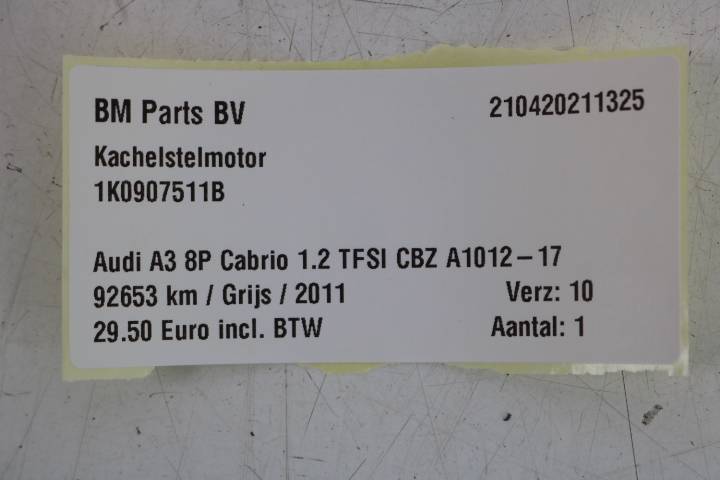 BM Parts BV 210420211325
Kachelstelmotor
1K0907511B
Audi A3 8P Cabrio 1.2 TFSI CBZ A1012-17
92653 km / Grijs / 2011 Verz: 10
29.50 Euro incl. BTW Aantal: 1